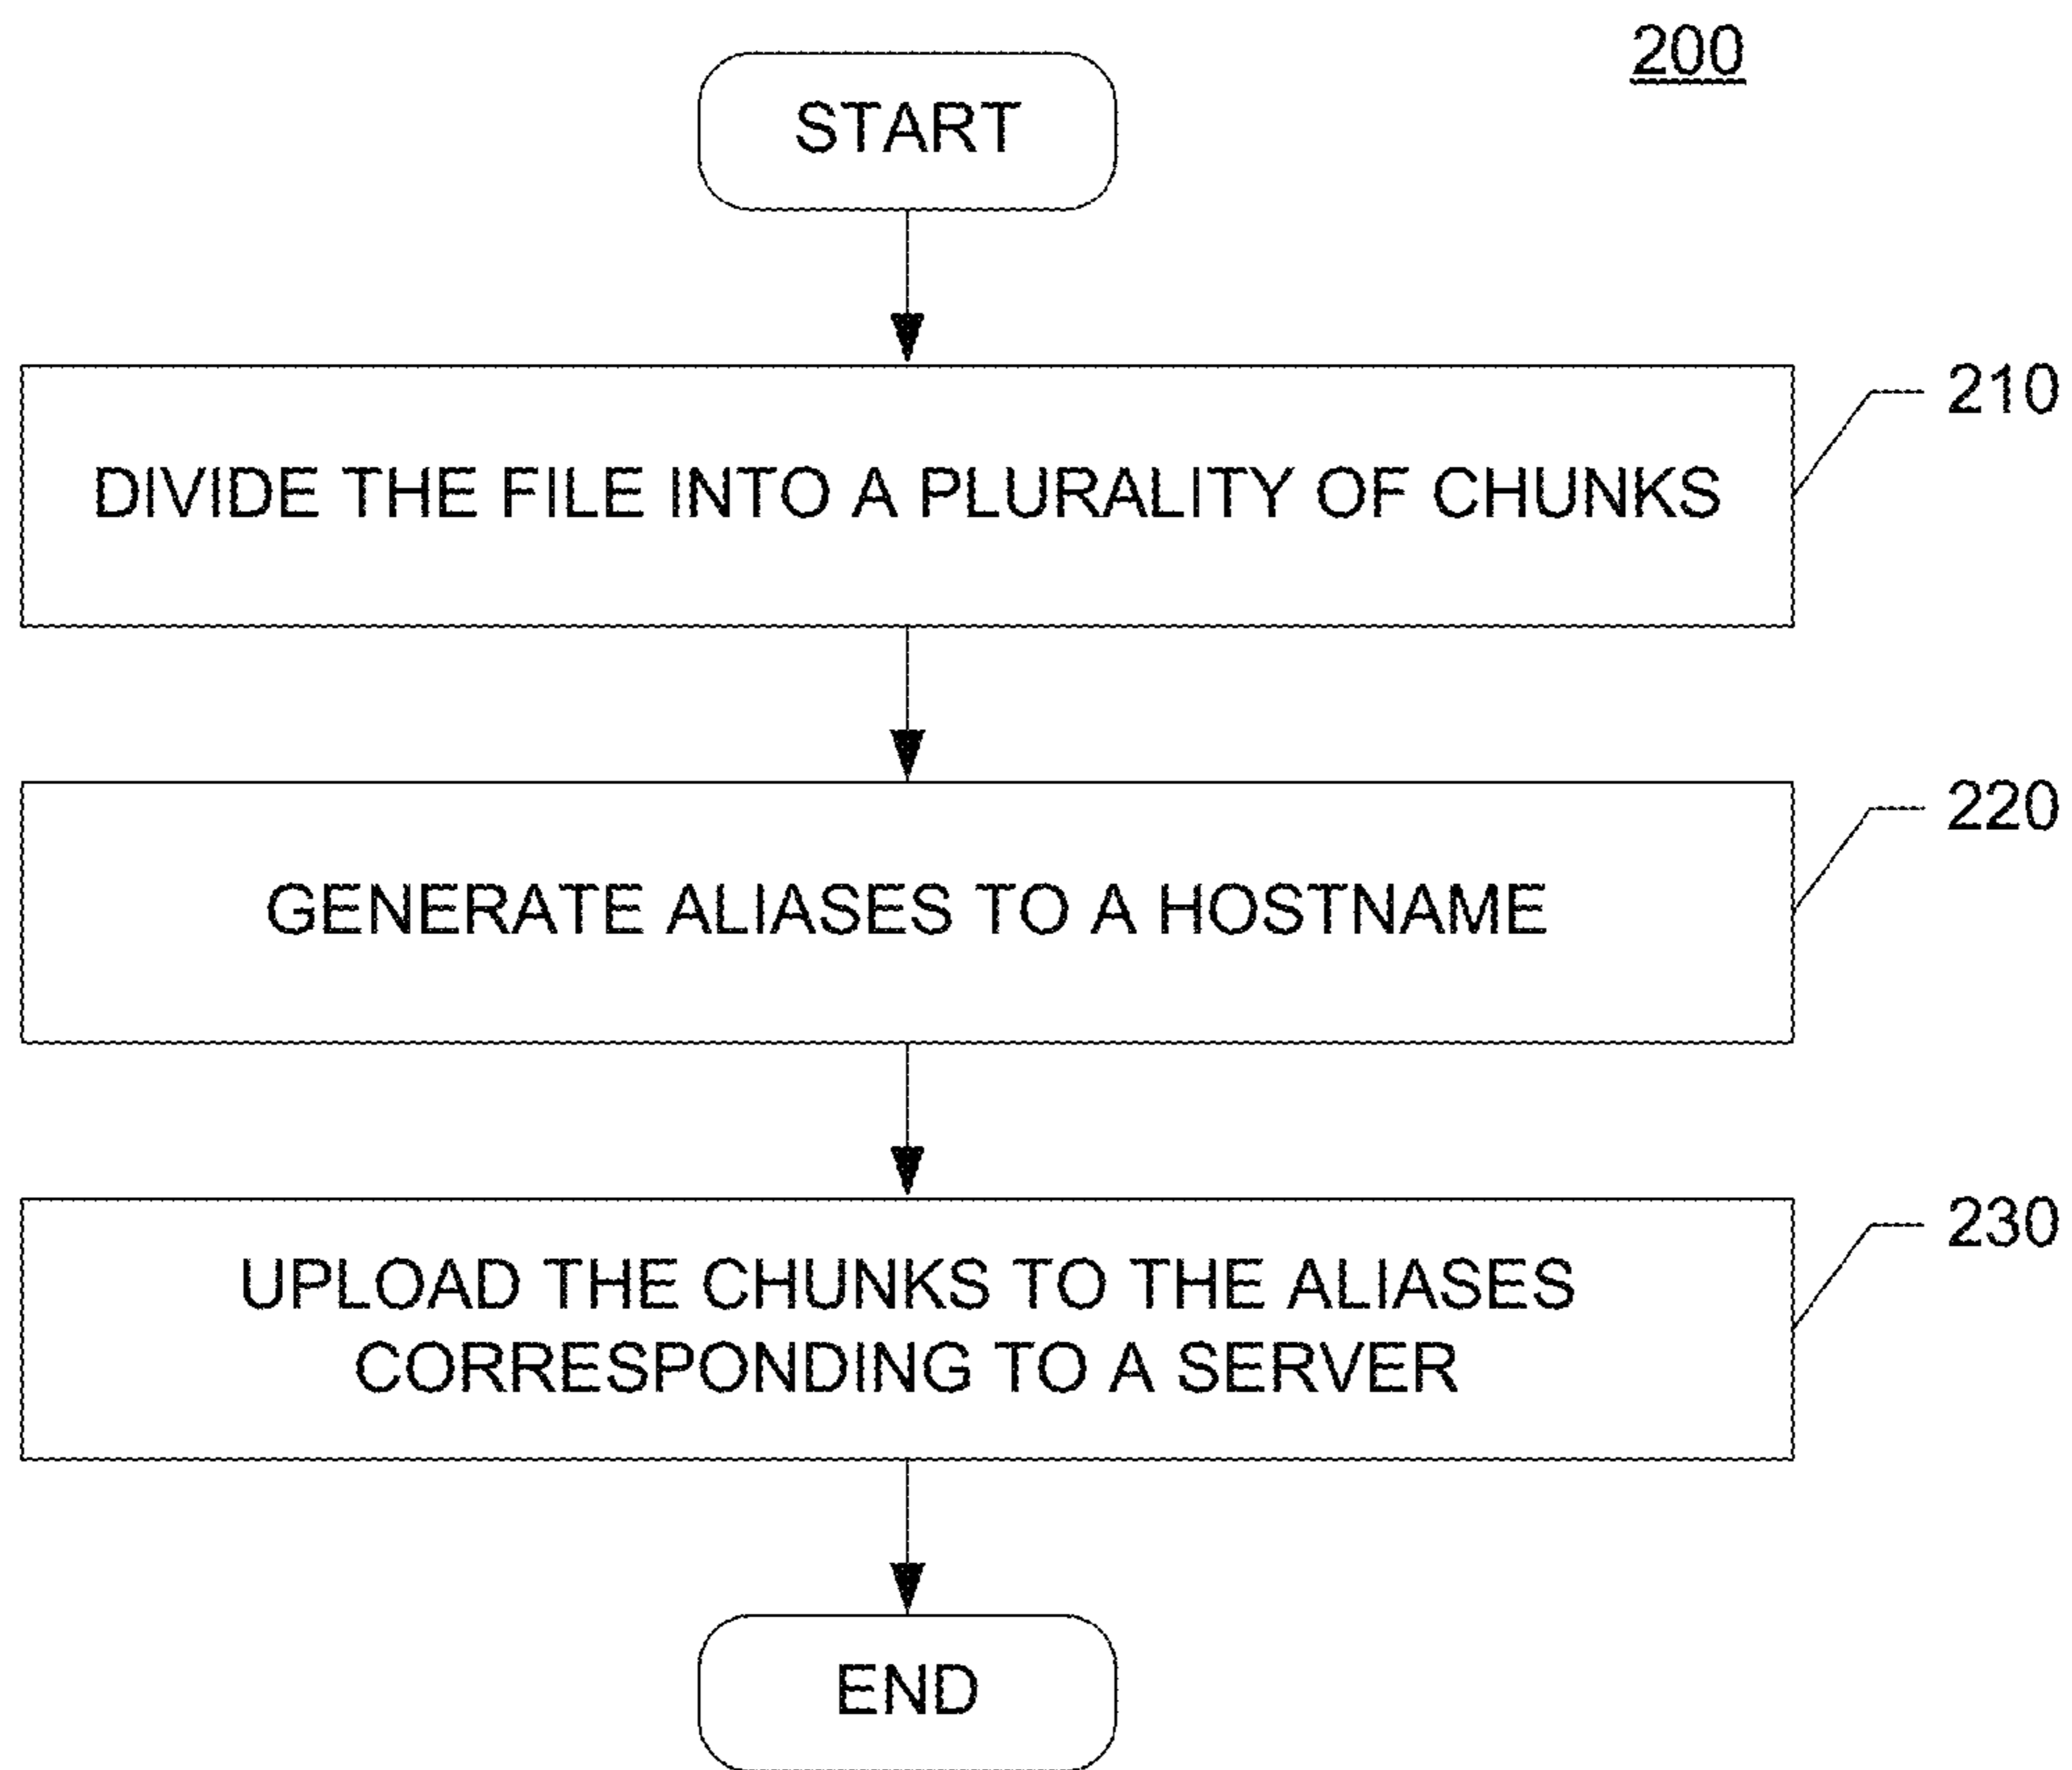 200
START
210
DIVIDE THE FILE INTO A PLURALITY OF CHUNKS
220
GENERATE ALIASES TO A HOSTNAME
230
UPLOAD THE CHUNKS TO THE ALIASES
CORRESPONDING TO A SERVER
END